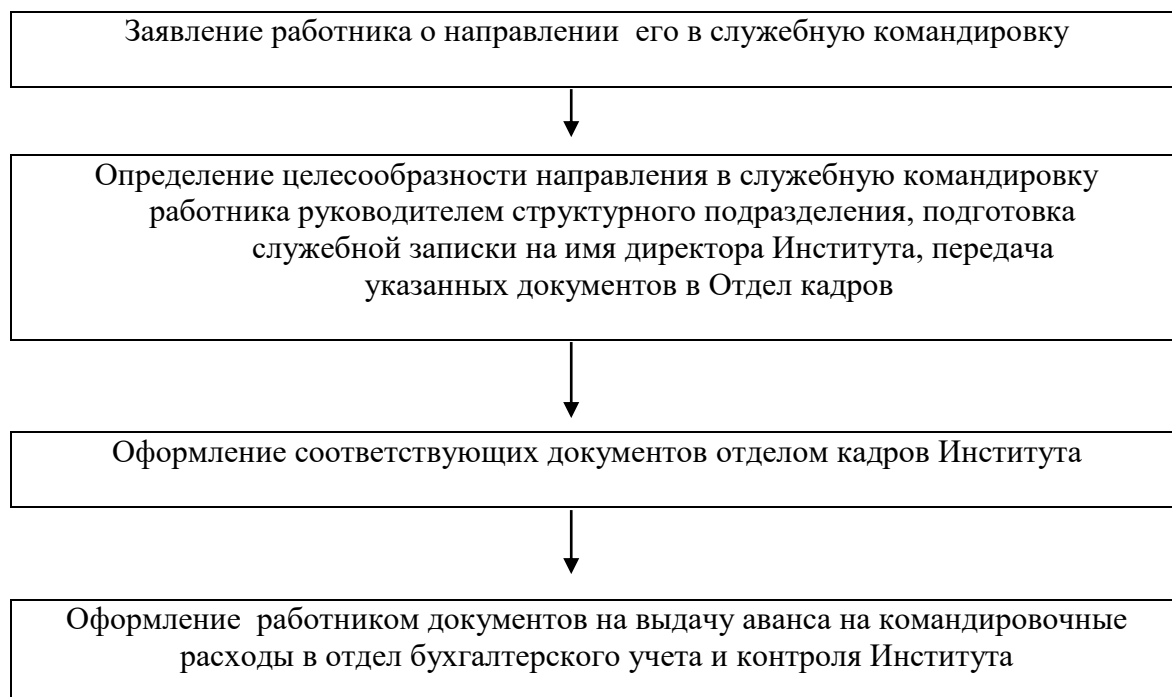 Заявление работника о направлении его в служебную командировку
Определение целесообразности направления в служебную командировку
работника руководителем структурного подразделения, подготовка
служебной записки на имя директора Института, передача
указанных документов в Отдел кадров
Оформление соответствующих документов отделом кадров Института
Оформление работником документов на выдачу аванса на командировочные
расходы в отдел бухгалтерского учета и контроля Института